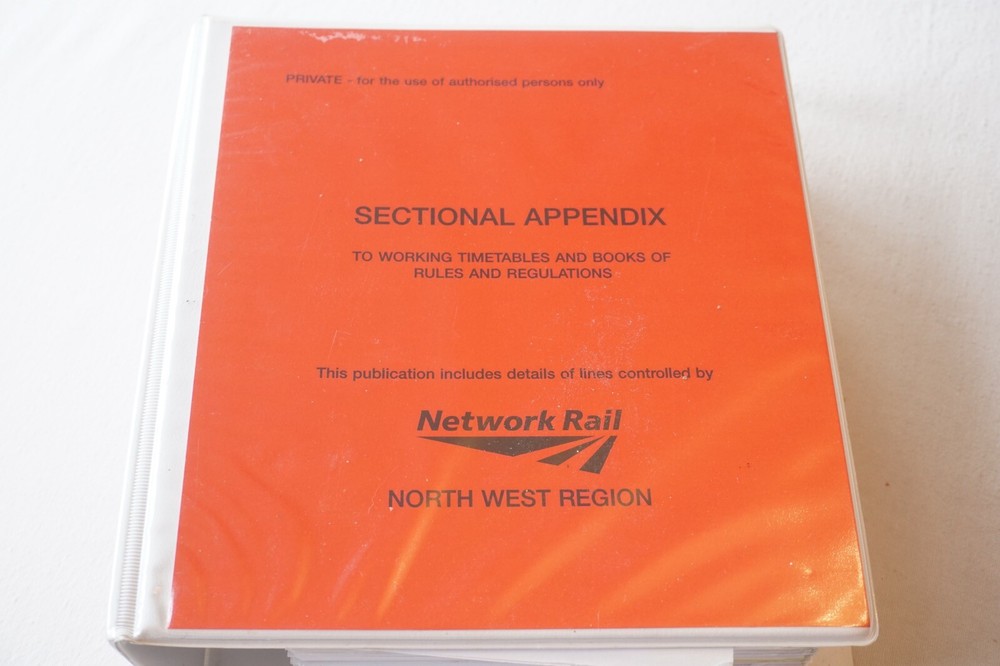 PRIVATE - for the use of authorised persons only
SECTIONAL APPENDIX
TO WORKING TIMETABLES AND BOOKS OF
RULES AND REGULATIONS
This publication includes details of lines controlled by
Network Rail
NORTH WEST REGION